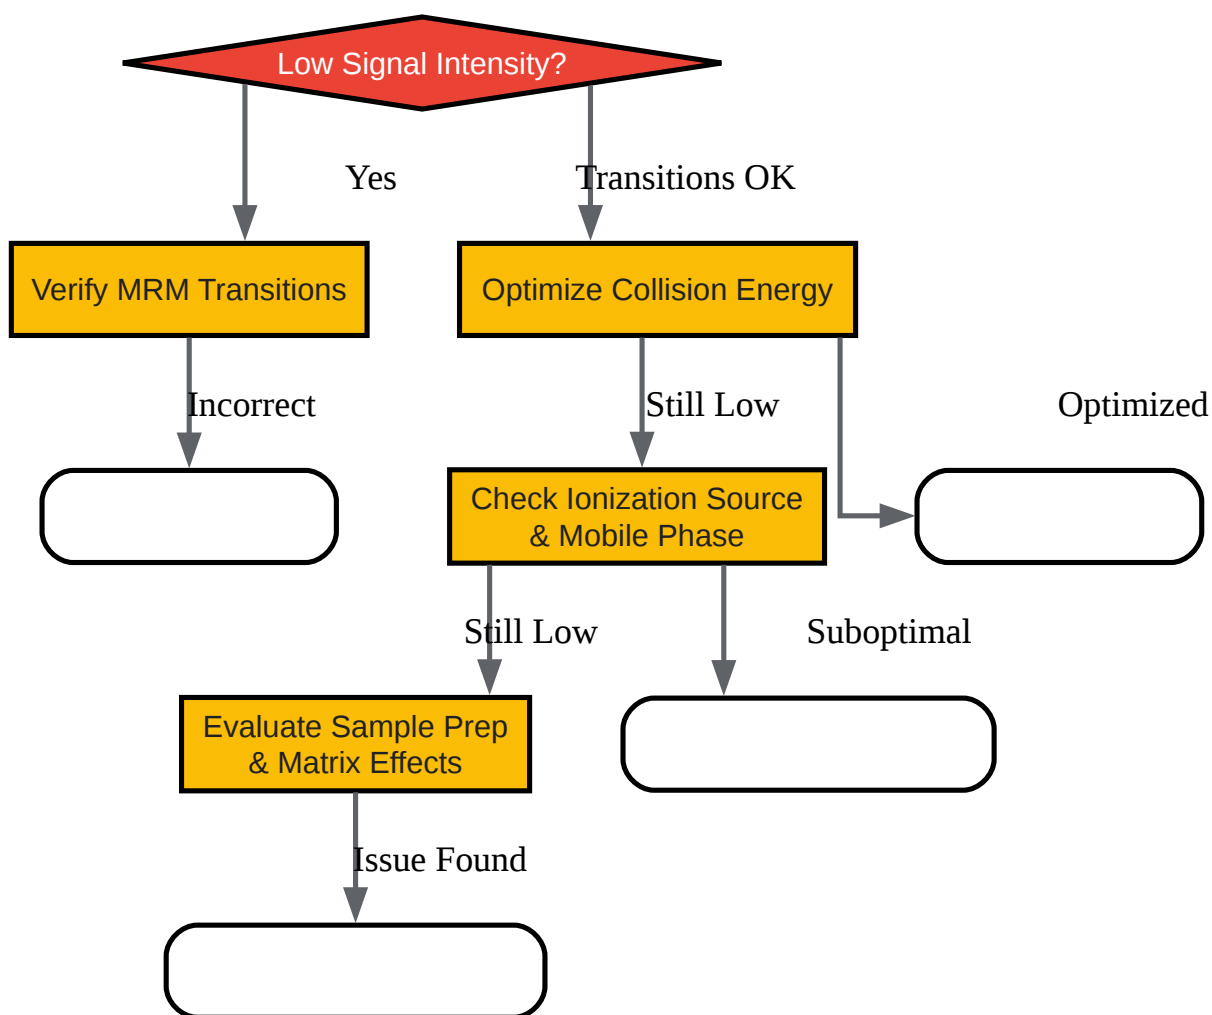 Low Signal Intensity?
Yes
Transitions OK
Verify MRM Transitions
Optimize Collision Energy
Incorrect
Still Low
Optimized
Check Ionization Source
& Mobile Phase
Still Low
Suboptimal
Evaluate Sample Prep
& Matrix Effects
Issue Found